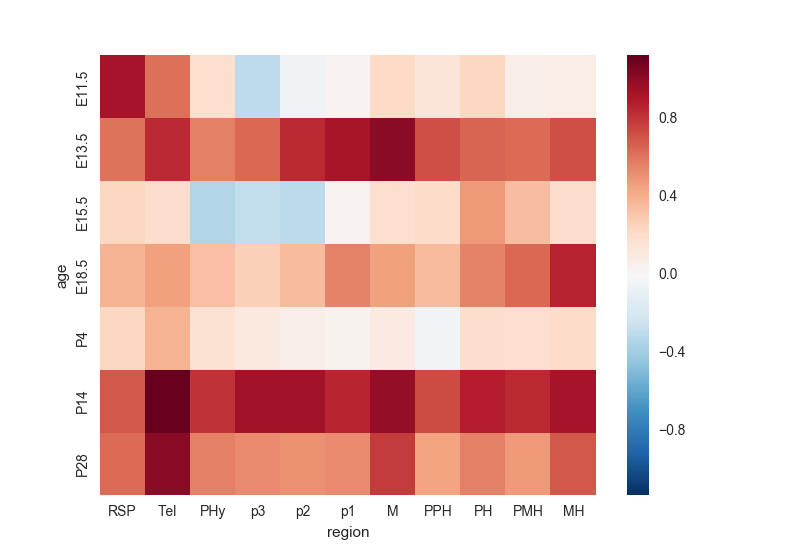 E11.5
E13.5
E15.5
E18.5
P4
P14
P28
age
RSP Tel PHy p3 p2 p1 M PPH PH PMH MH
region
0.8
0.4
0.0
−0.4
−0.8